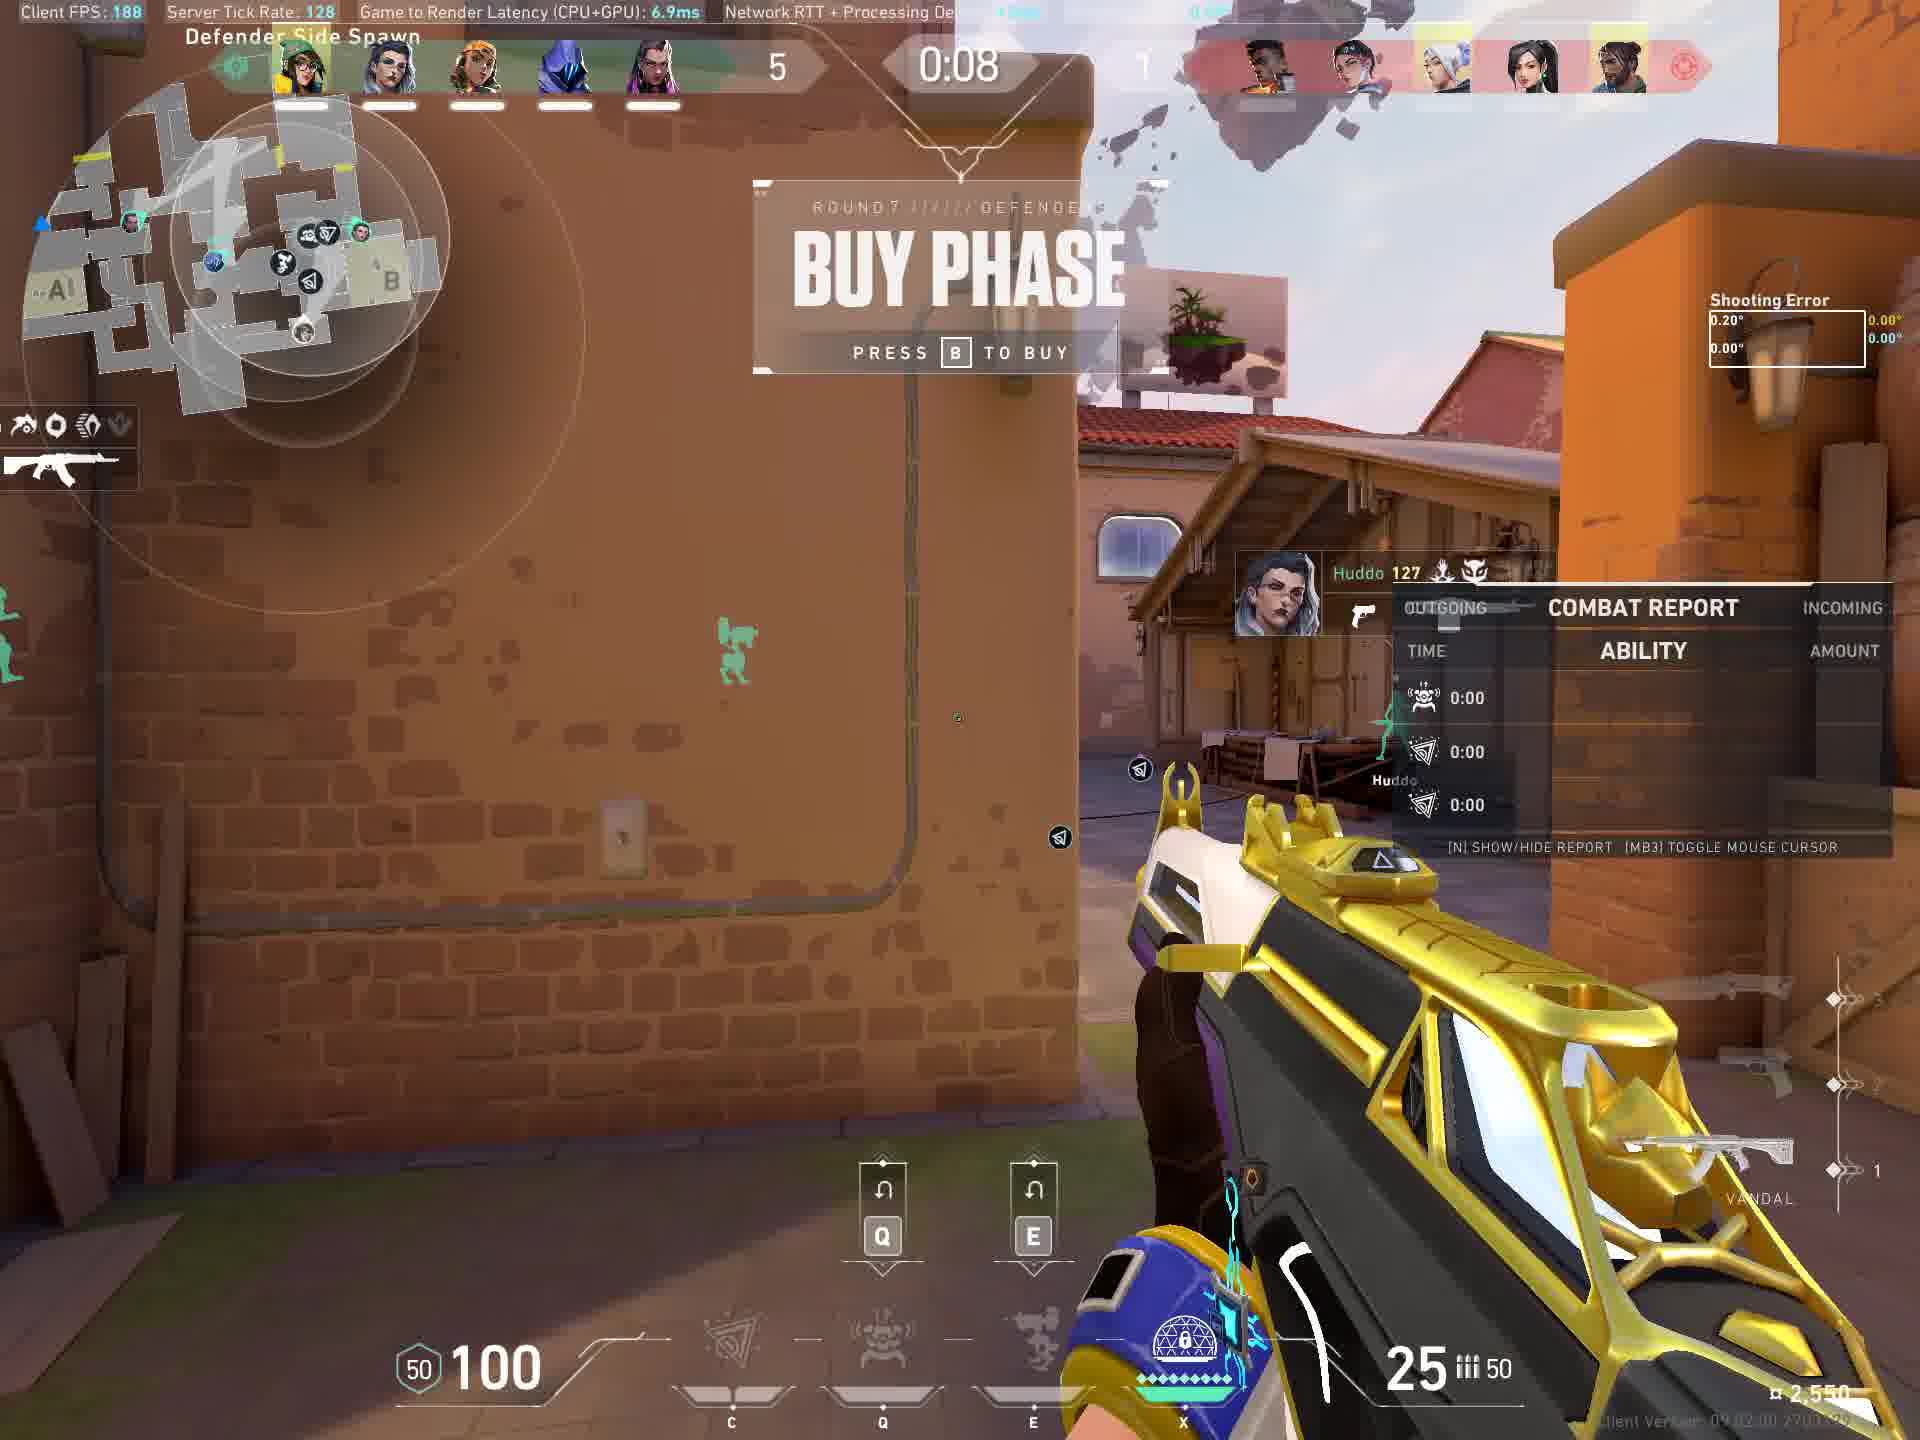 Client FPS: 188 Server Tick Rate: 128 Game to Render Latency (CPU+GPU): 6.9ms Network RTT + Processing De
Defender Side Spawn
5 0:08 1
ROUND 7 DEFENDE
BUY PHASE
PRESS B TO BUY
A
B
Shooting Error
0.20° 0.00°
0.00° 0.00°
Huddo 127
OUTGOING COMBAT REPORT INCOMING
TIME ABILITY AMOUNT
0:00
0:00
Huddo
0:00
[N] SHOW/HIDE REPORT [MB3] TOGGLE MOUSE CURSOR
3
2
1
VANDAL
Q E
50 100
25 50
2,550
C Q E X